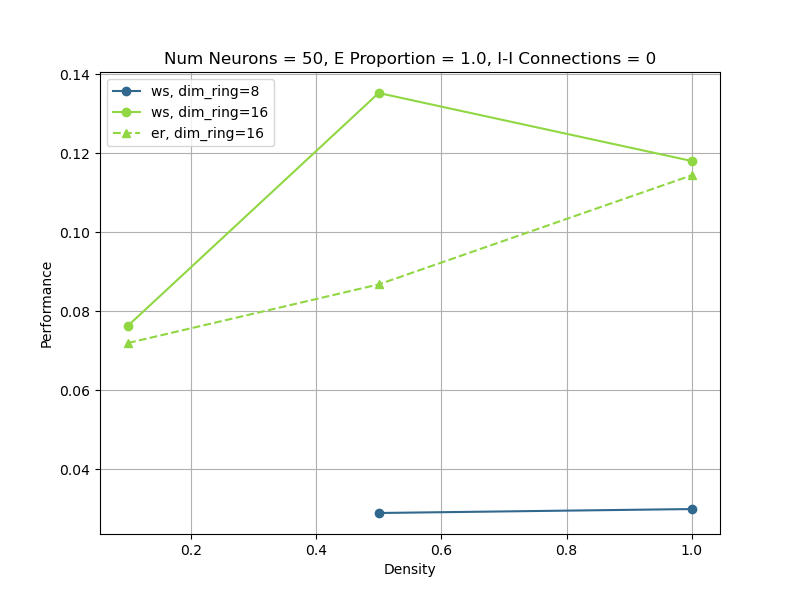 Num Neurons = 50, E Proportion = 1.0, I-I Connections = 0
ws, dim_ring=8
ws, dim_ring=16
er, dim_ring=16
0.14
0.12
0.10
0.08
0.06
0.04
Performance
0.2 0.4 0.6 0.8 1.0
Density